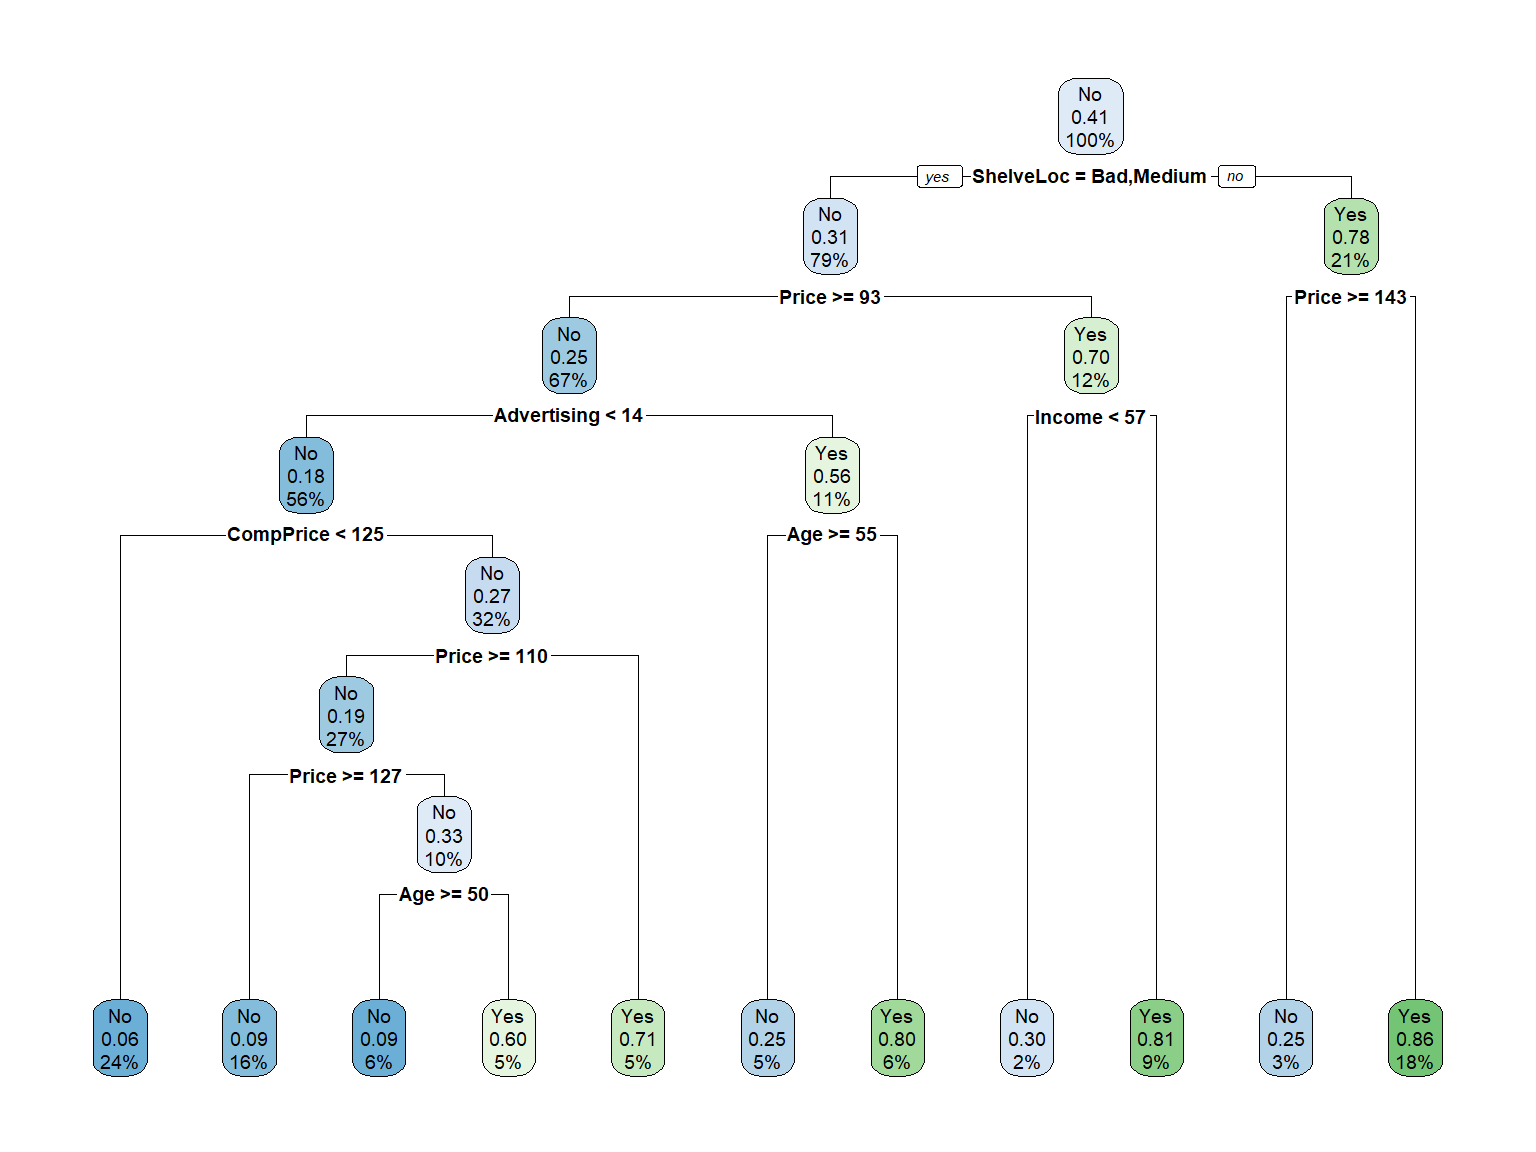 No
0.41
100%
yes ShelveLoc = Bad,Medium no
No
0.31
79%
Yes
0.78
21%
Price >= 93
Price >= 143
No
0.25
67%
Yes
0.70
12%
Advertising < 14
Income < 57
No
0.18
56%
Yes
0.56
11%
CompPrice < 125
Age >= 55
No
0.27
32%
Price >= 110
No
0.19
27%
Price >= 127
No
0.33
10%
Age >= 50
No
0.06
24%
No
0.09
16%
No
0.09
6%
Yes
0.60
5%
Yes
0.71
5%
No
0.25
5%
Yes
0.80
6%
No
0.30
2%
Yes
0.81
9%
No
0.25
3%
Yes
0.86
18%